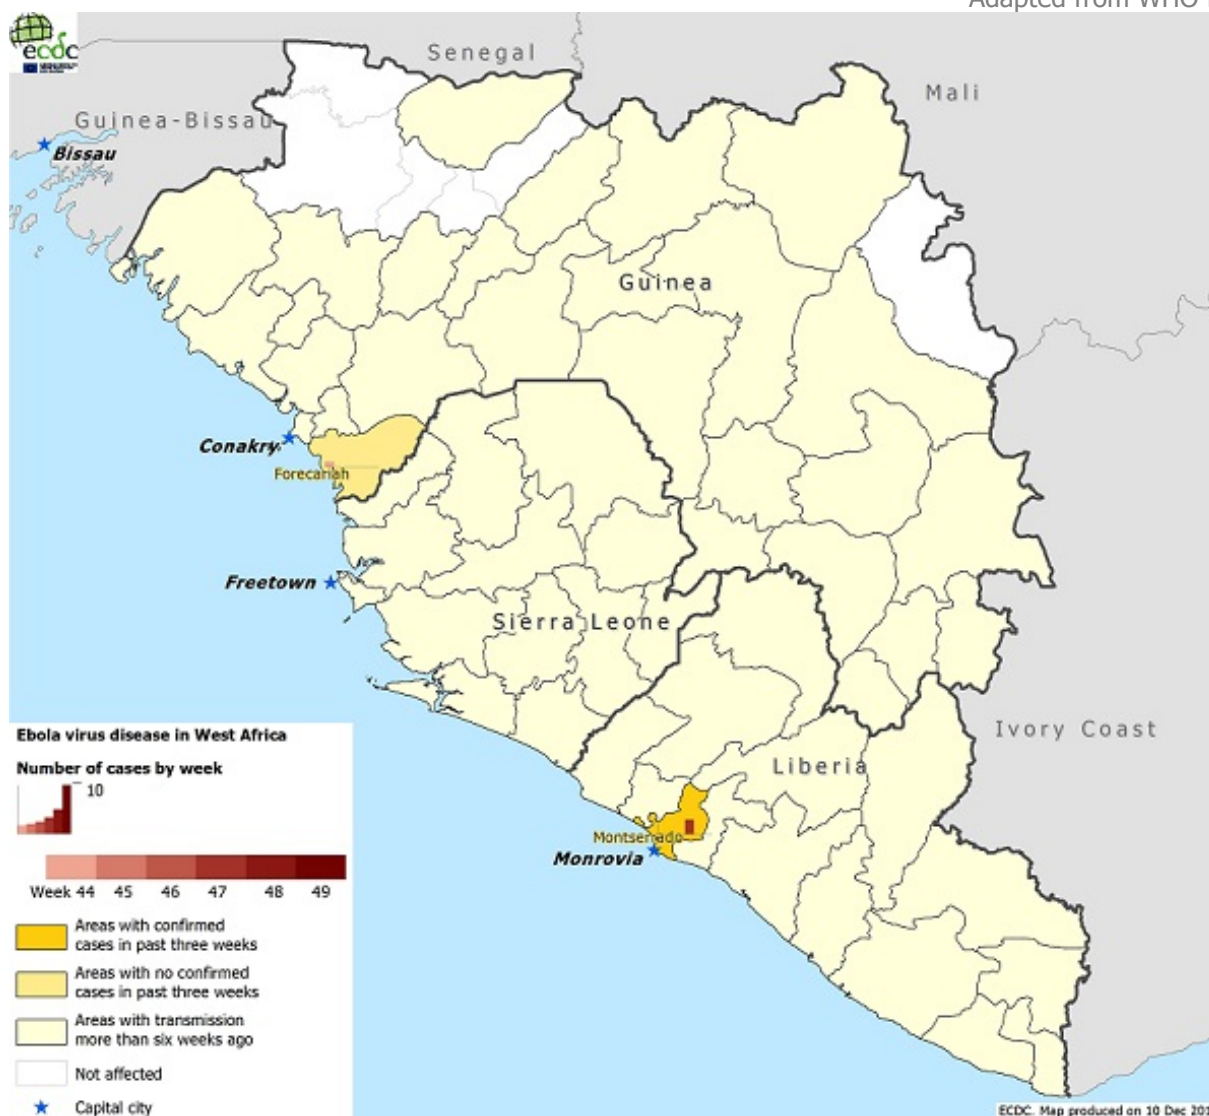 Adapted from WHO
ecdc
Senegal
Mali
Guinea-Bissau
Bissau
Guinea
Conakry
Forecariah
Freetown
Sierra Leone
Ivory Coast
Liberia
Montserrado
Monrovia
Ebola virus disease in West Africa
Number of cases by week
10
Week 44 45 46 47 48 49
Areas with confirmed
cases in past three weeks
Areas with no confirmed
cases in past three weeks
Areas with transmission
more than six weeks ago
Not affected
Capital city
ECDC. Map produced on 10 Dec 201